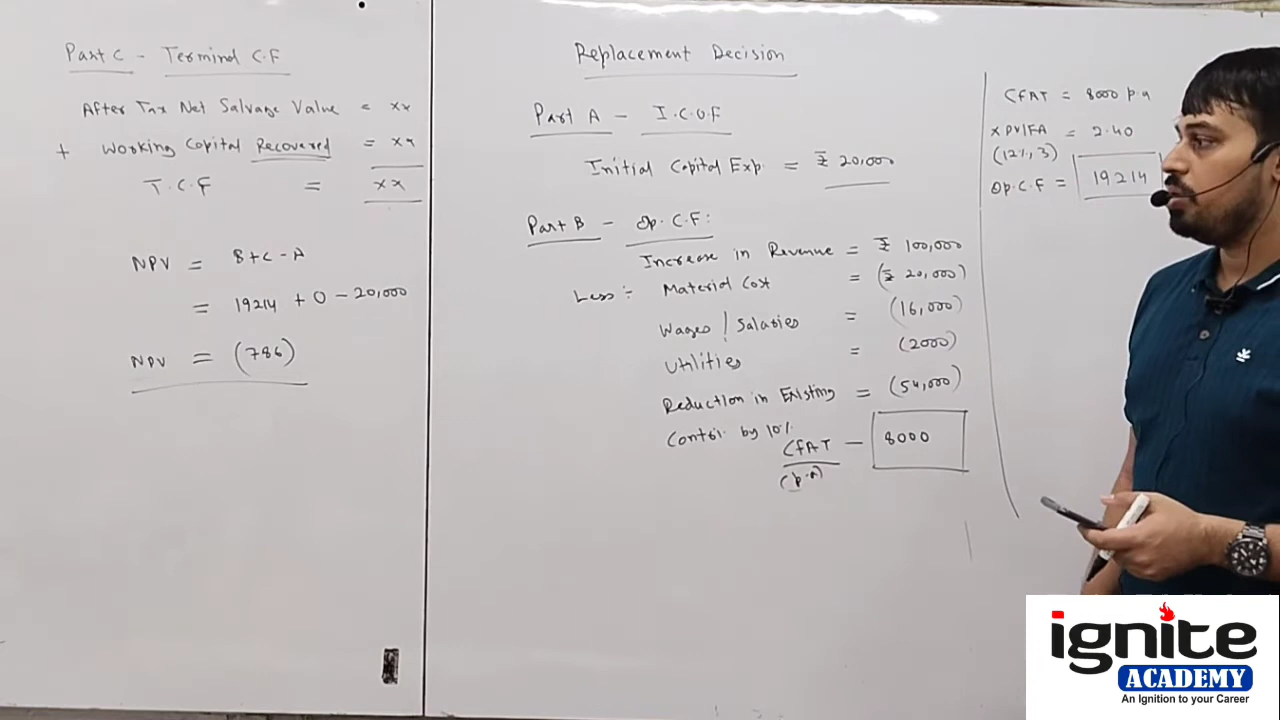 Part C - Terminal C.F
After Tax Net Salvage Value = xx
+ Working Capital Recovered = xx
T.C.F = xx
NPV = B+C-A
= 19214 + 0 - 20,000
NPV = (786)
Replacement Decision
Part A - I.C.O.F
Initial Capital Exp. = ₹ 20,000
Part B - Op. C.F:
Increase in Revenue = ₹ 100,000
Less:- Material Cost = (₹ 20,000)
Wages / Salaries = (16,000)
Utilities = (2000)
Reduction in Existing = (54,000)
Contri. by 10%
CFAT - 8000
(p.a)
CFAT = 8000 p.a
x PVIFA = 2.40
(12%, 3)
Op.C.F = 19214
ignite
ACADEMY
An Ignition to your Career